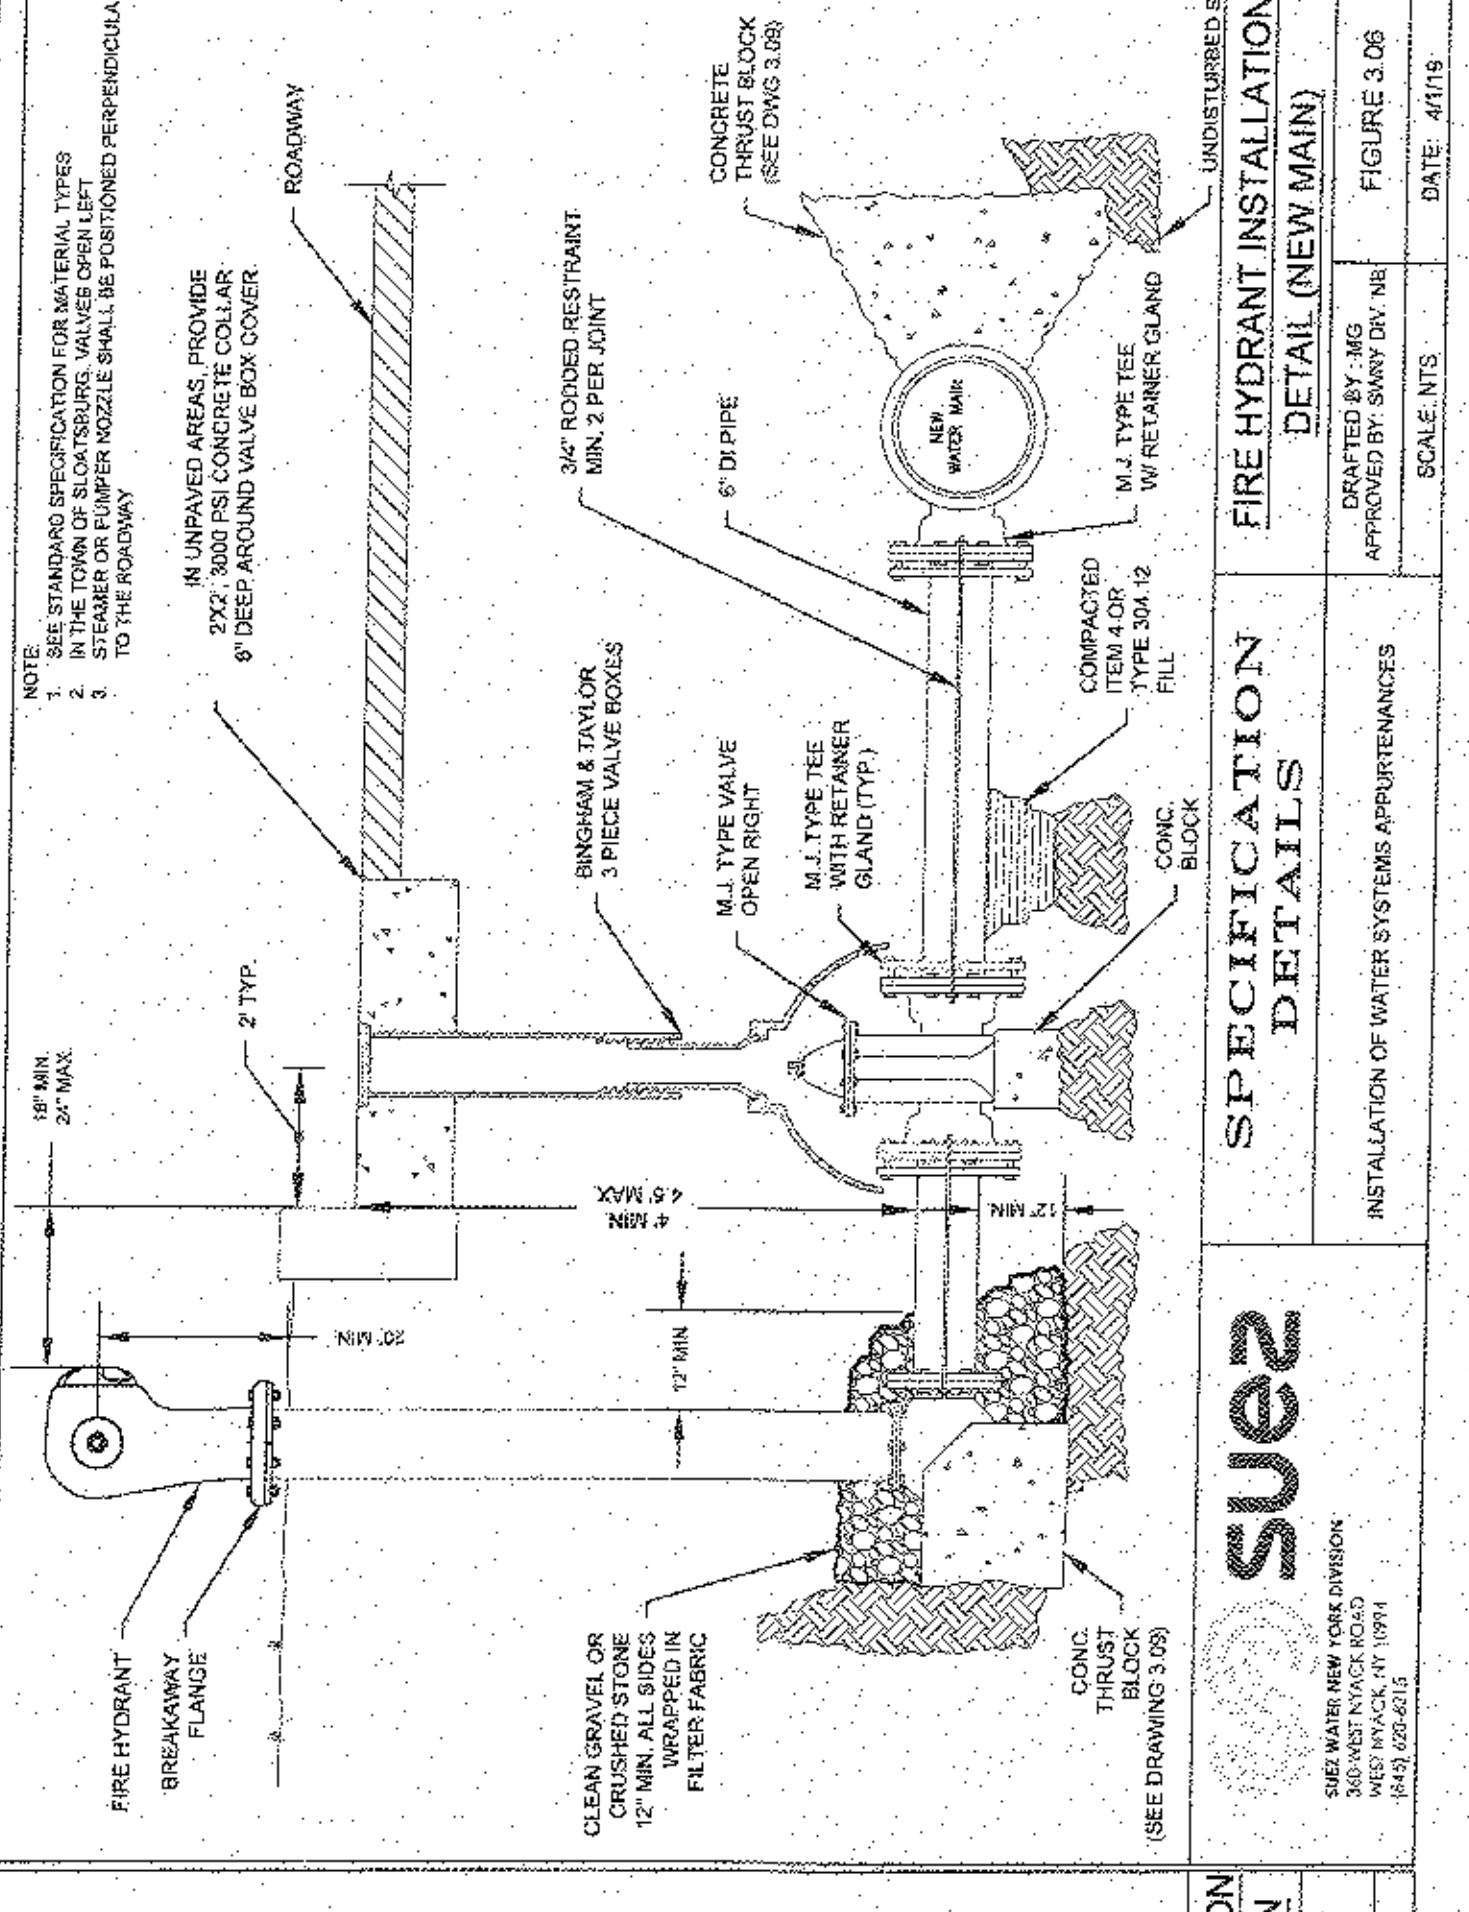 NOTE:
1. SEE STANDARD SPECIFICATION FOR MATERIAL TYPES
2. IN THE TOWN OF SLOATSBURG, VALVES OPEN LEFT
3. STEAMER OR PUMPER NOZZLE SHALL BE POSITIONED PERPENDICULA
TO THE ROADWAY
18" MIN.
24" MAX.
2' TYP.
IN UNPAVED AREAS, PROVIDE
2'X2', 3000 PSI CONCRETE COLLAR
6" DEEP AROUND VALVE BOX COVER
ROADWAY
FIRE HYDRANT
BREAKAWAY
FLANGE
20" MIN.
4' MIN.
4.5' MAX.
12" MIN.
12" MIN
BINGHAM & TAYLOR
3 PIECE VALVE BOXES
3/4" RODDED RESTRAINT
MIN. 2 PER JOINT
CONCRETE
THRUST BLOCK
(SEE DWG 3.09)
M.J. TYPE VALVE
OPEN RIGHT
6" DI PIPE
M.J. TYPE TEE
WITH RETAINER
GLAND (TYP.)
NEW
WATER MAIN
CLEAN GRAVEL OR
CRUSHED STONE
12" MIN. ALL SIDES
WRAPPED IN
FILTER FABRIC
CONC.
THRUST
BLOCK
(SEE DRAWING 3.09)
CONC.
BLOCK
COMPACTED
ITEM 4 OR
TYPE 304.12
FILL
M.J. TYPE TEE
W/ RETAINER GLAND
UNDISTURBED S
suez
SUEZ WATER NEW YORK DIVISION
360 WEST NYACK ROAD
WEST NYACK, NY 10994
SPECIFICATION
DETAILS
INSTALLATION OF WATER SYSTEMS APPURTENANCES
FIRE HYDRANT INSTALLATION
DETAIL (NEW MAIN)
DRAFTED BY: MG
APPROVED BY: SWNY DIV. NB
FIGURE 3.06
SCALE: NTS
DATE: 4/1/19
ON
N